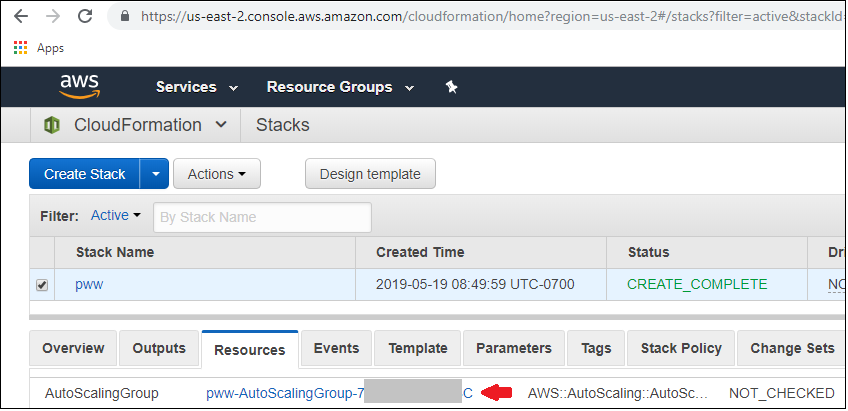 https://us-east-2.console.aws.amazon.com/cloudformation/home?region=us-east-2#/stacks?filter=active&stackId=
Apps
aws Services Resource Groups
CloudFormation Stacks
Create Stack Actions Design template
Filter: Active By Stack Name
Stack Name Created Time Status Dri
pww 2019-05-19 08:49:59 UTC-0700 CREATE_COMPLETE NO
Overview Outputs Resources Events Template Parameters Tags Stack Policy Change Sets
AutoScalingGroup pww-AutoScalingGroup-7 C AWS::AutoScaling::AutoSc... NOT_CHECKED